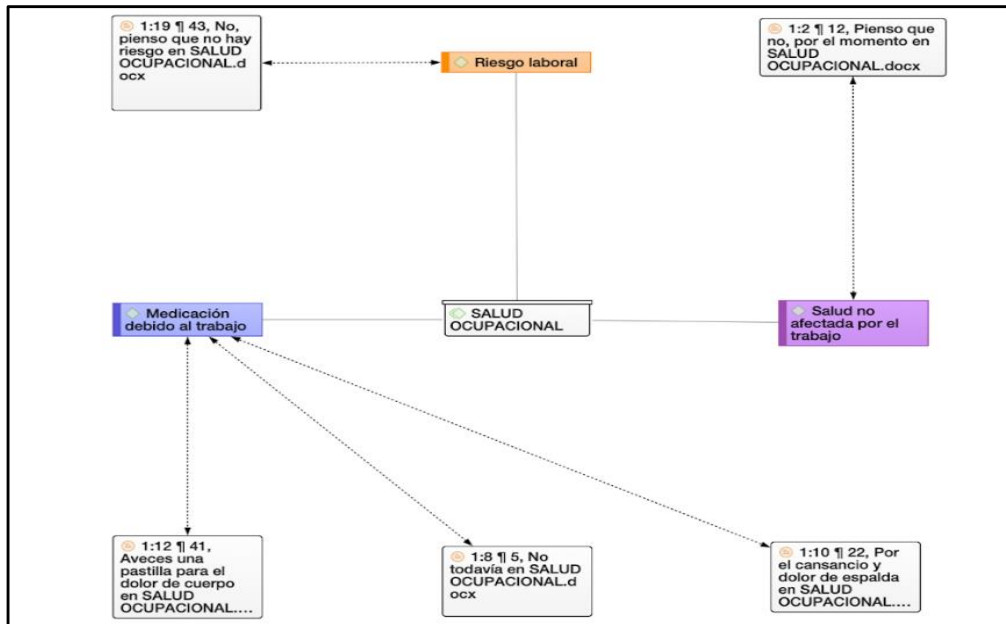 1:19 ¶ 43, No,
pienso que no hay
riesgo en SALUD
OCUPACIONAL.d
ocx
Riesgo laboral
1:2 ¶ 12, Pienso que
no, por el momento en
SALUD
OCUPACIONAL.docx
Medicación
debido al trabajo
SALUD
OCUPACIONAL
Salud no
afectada por el
trabajo
1:12 ¶ 41,
Aveces una
pastilla para el
dolor de cuerpo
en SALUD
OCUPACIONAL....
1:8 ¶ 5, No
todavía en SALUD
OCUPACIONAL.d
ocx
1:10 ¶ 22, Por
el cansancio y
dolor de espalda
en SALUD
OCUPACIONAL....